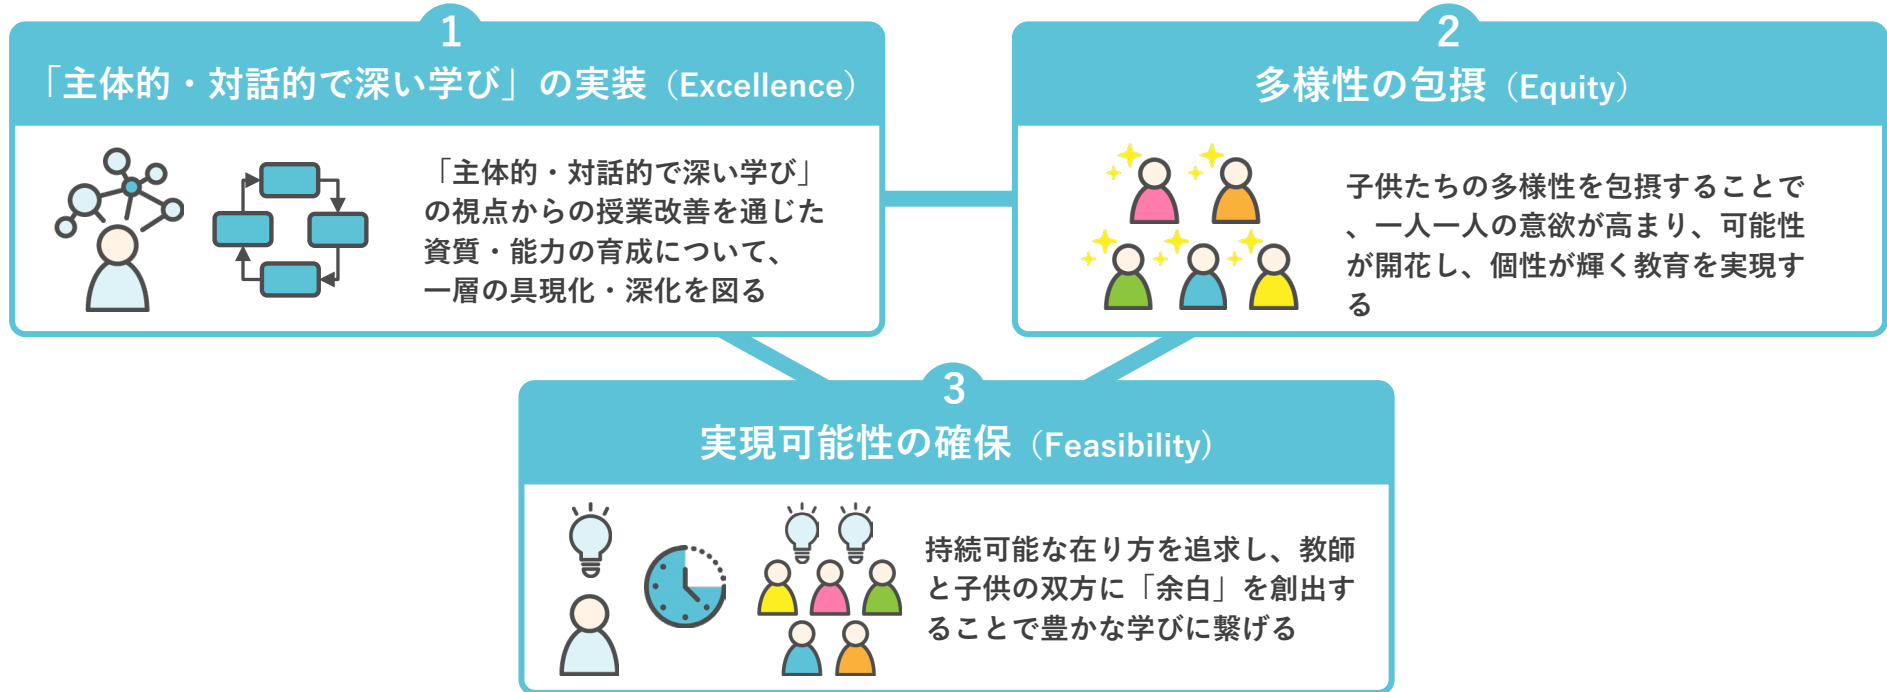 1
「主体的・対話的で深い学び」の実装（Excellence）
「主体的・対話的で深い学び」
の視点からの授業改善を通じた
資質・能力の育成について、
一層の具現化・深化を図る
2
多様性の包摂（Equity）
子供たちの多様性を包摂することで
、一人一人の意欲が高まり、可能性
が開花し、個性が輝く教育を実現す
る
3
実現可能性の確保（Feasibility）
持続可能な在り方を追求し、教師
と子供の双方に「余白」を創出す
ることで豊かな学びに繋げる